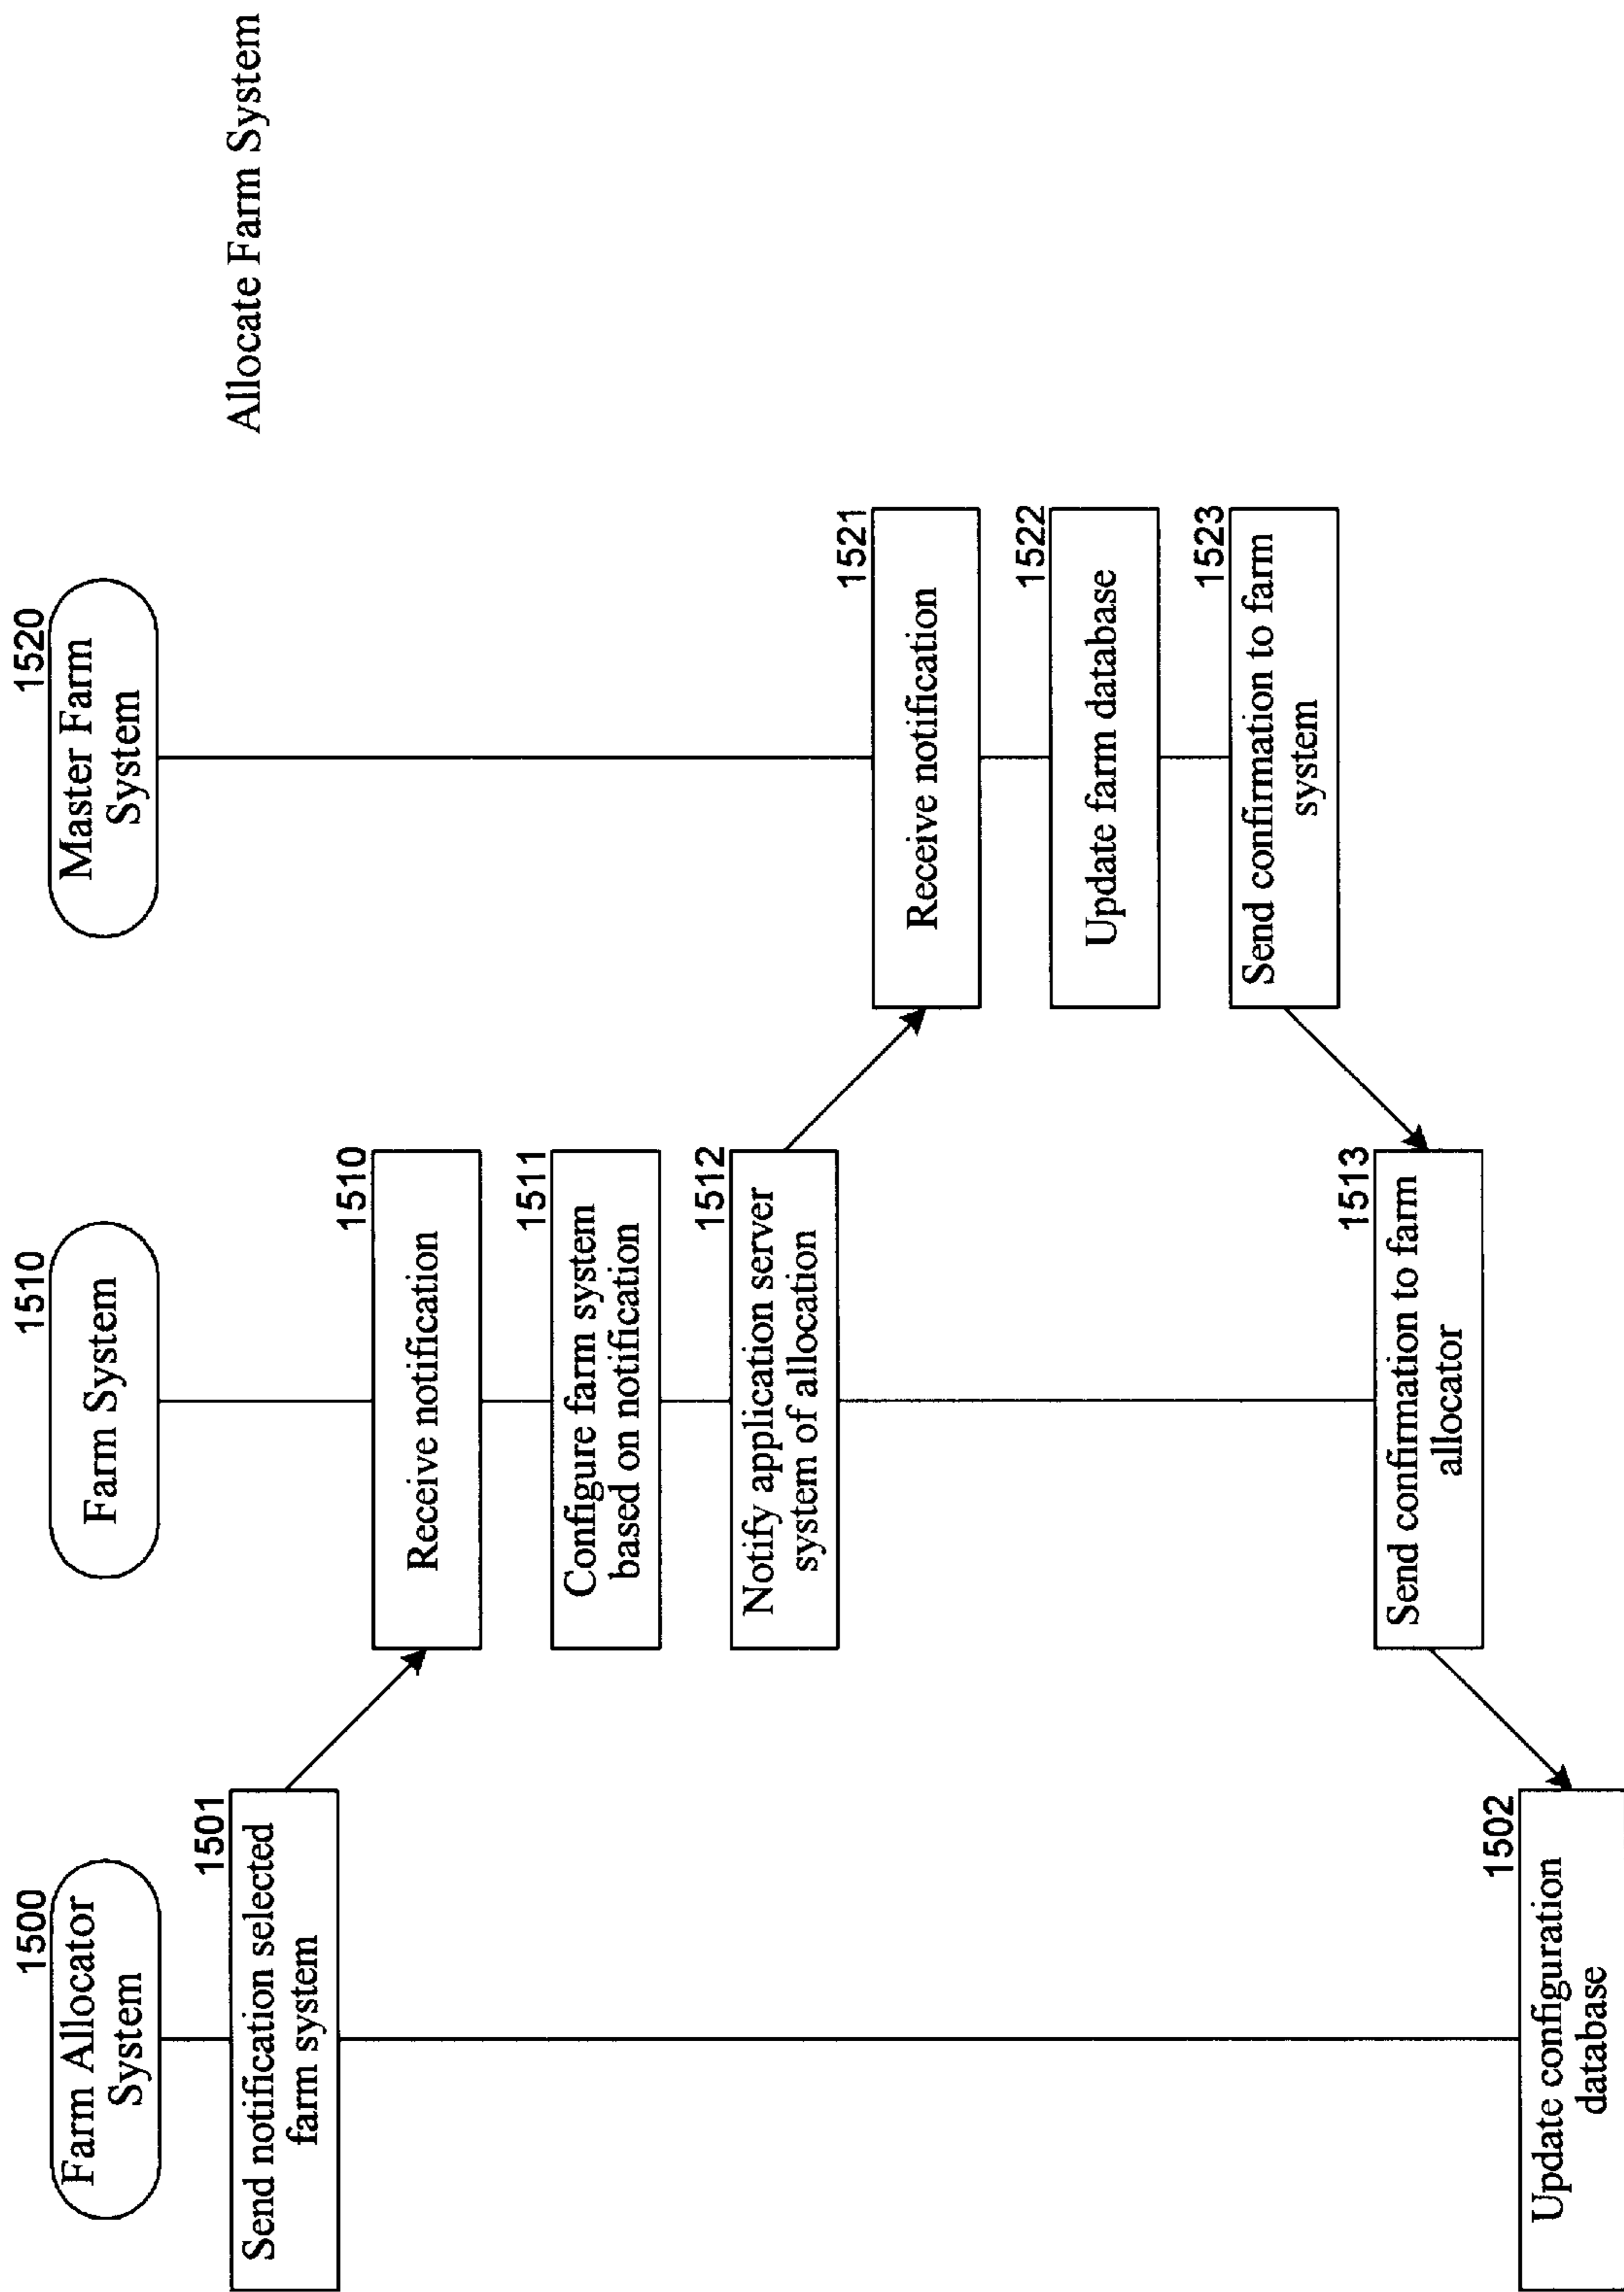 Allocate Farm System
1500
Farm Allocator
System
1501
Send notification selected
farm system
1502
Update configuration
database
1510
Farm System
1510
Receive notification
1511
Configure farm system
based on notification
1512
Notify application server
system of allocation
1513
Send confirmation to farm
allocator
1520
Master Farm
System
1521
Receive notification
1522
Update farm database
1523
Send confirmation to farm
system